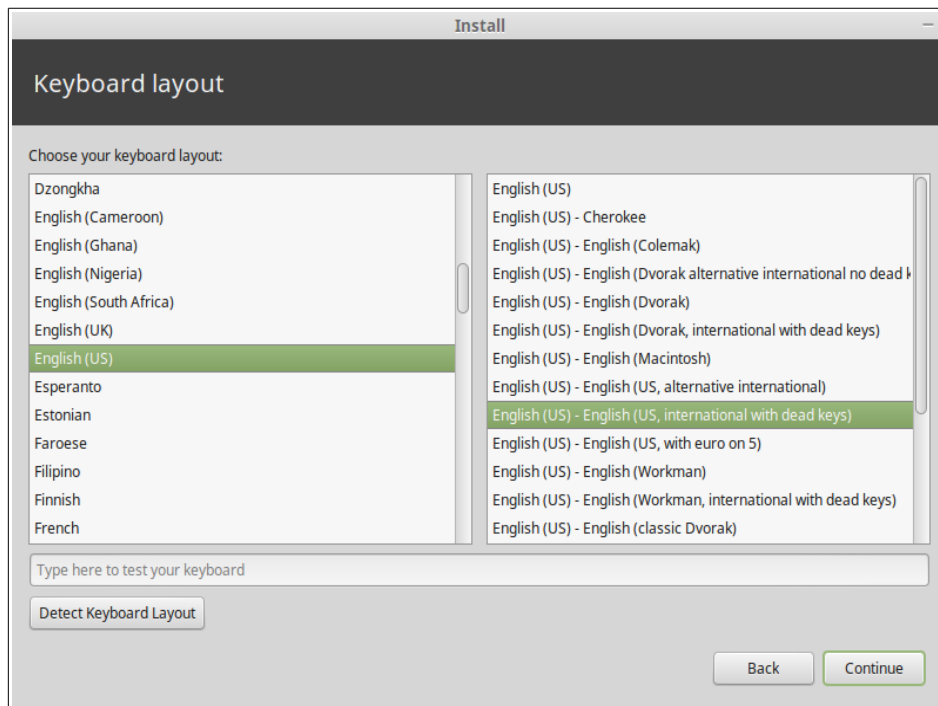 Install
Keyboard layout
Choose your keyboard layout:
Dzongkha
English (Cameroon)
English (Ghana)
English (Nigeria)
English (South Africa)
English (UK)
English (US)
Esperanto
Estonian
Faroese
Filipino
Finnish
French
English (US)
English (US) - Cherokee
English (US) - English (Colemak)
English (US) - English (Dvorak alternative international no dead k
English (US) - English (Dvorak)
English (US) - English (Dvorak, international with dead keys)
English (US) - English (Macintosh)
English (US) - English (US, alternative international)
English (US) - English (US, international with dead keys)
English (US) - English (US, with euro on 5)
English (US) - English (Workman)
English (US) - English (Workman, international with dead keys)
English (US) - English (classic Dvorak)
Type here to test your keyboard
Detect Keyboard Layout
Back
Continue